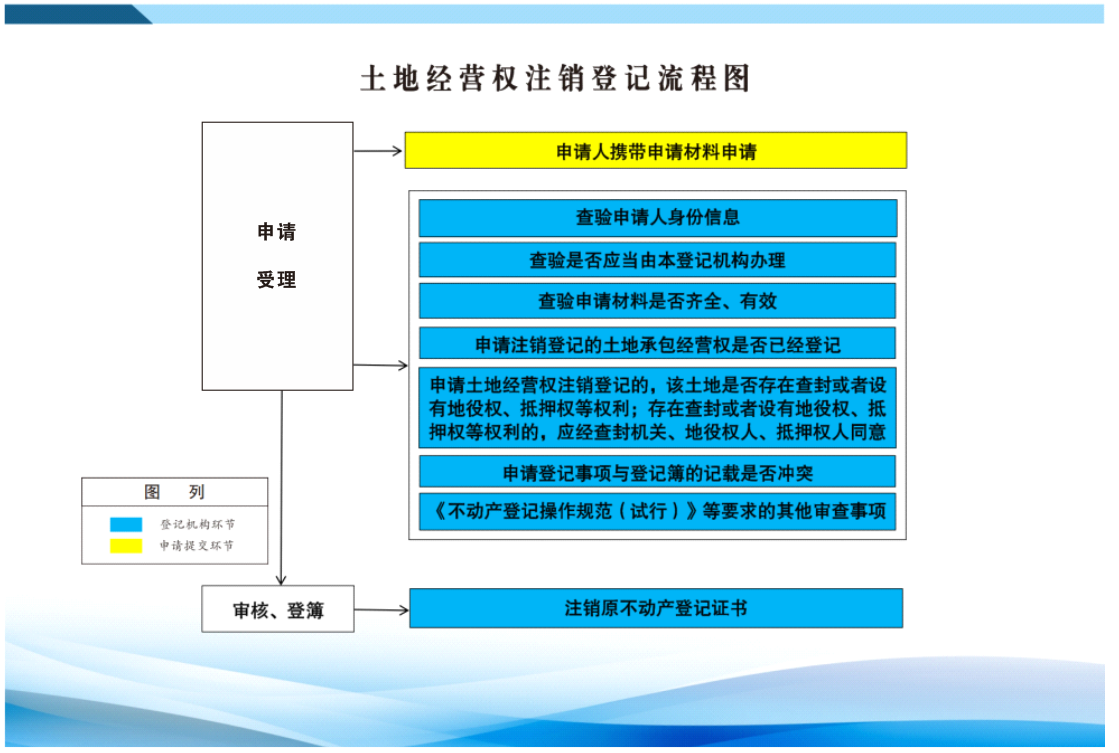 土地经营权注销登记流程图
申请
受理
申请人携带申请材料申请
查验申请人身份信息
查验是否应当由本登记机构办理
查验申请材料是否齐全、有效
申请注销登记的土地承包经营权是否已经登记
申请土地经营权注销登记的，该土地是否存在查封或者设
有地役权、抵押权等权利；存在查封或者设有地役权、抵
押权等权利的，应经查封机关、地役权人、抵押权人同意
申请登记事项与登记簿的记载是否冲突
《不动产登记操作规范（试行）》等要求的其他审查事项
图 列
登记机构环节
申请提交环节
审核、登簿
注销原不动产登记证书